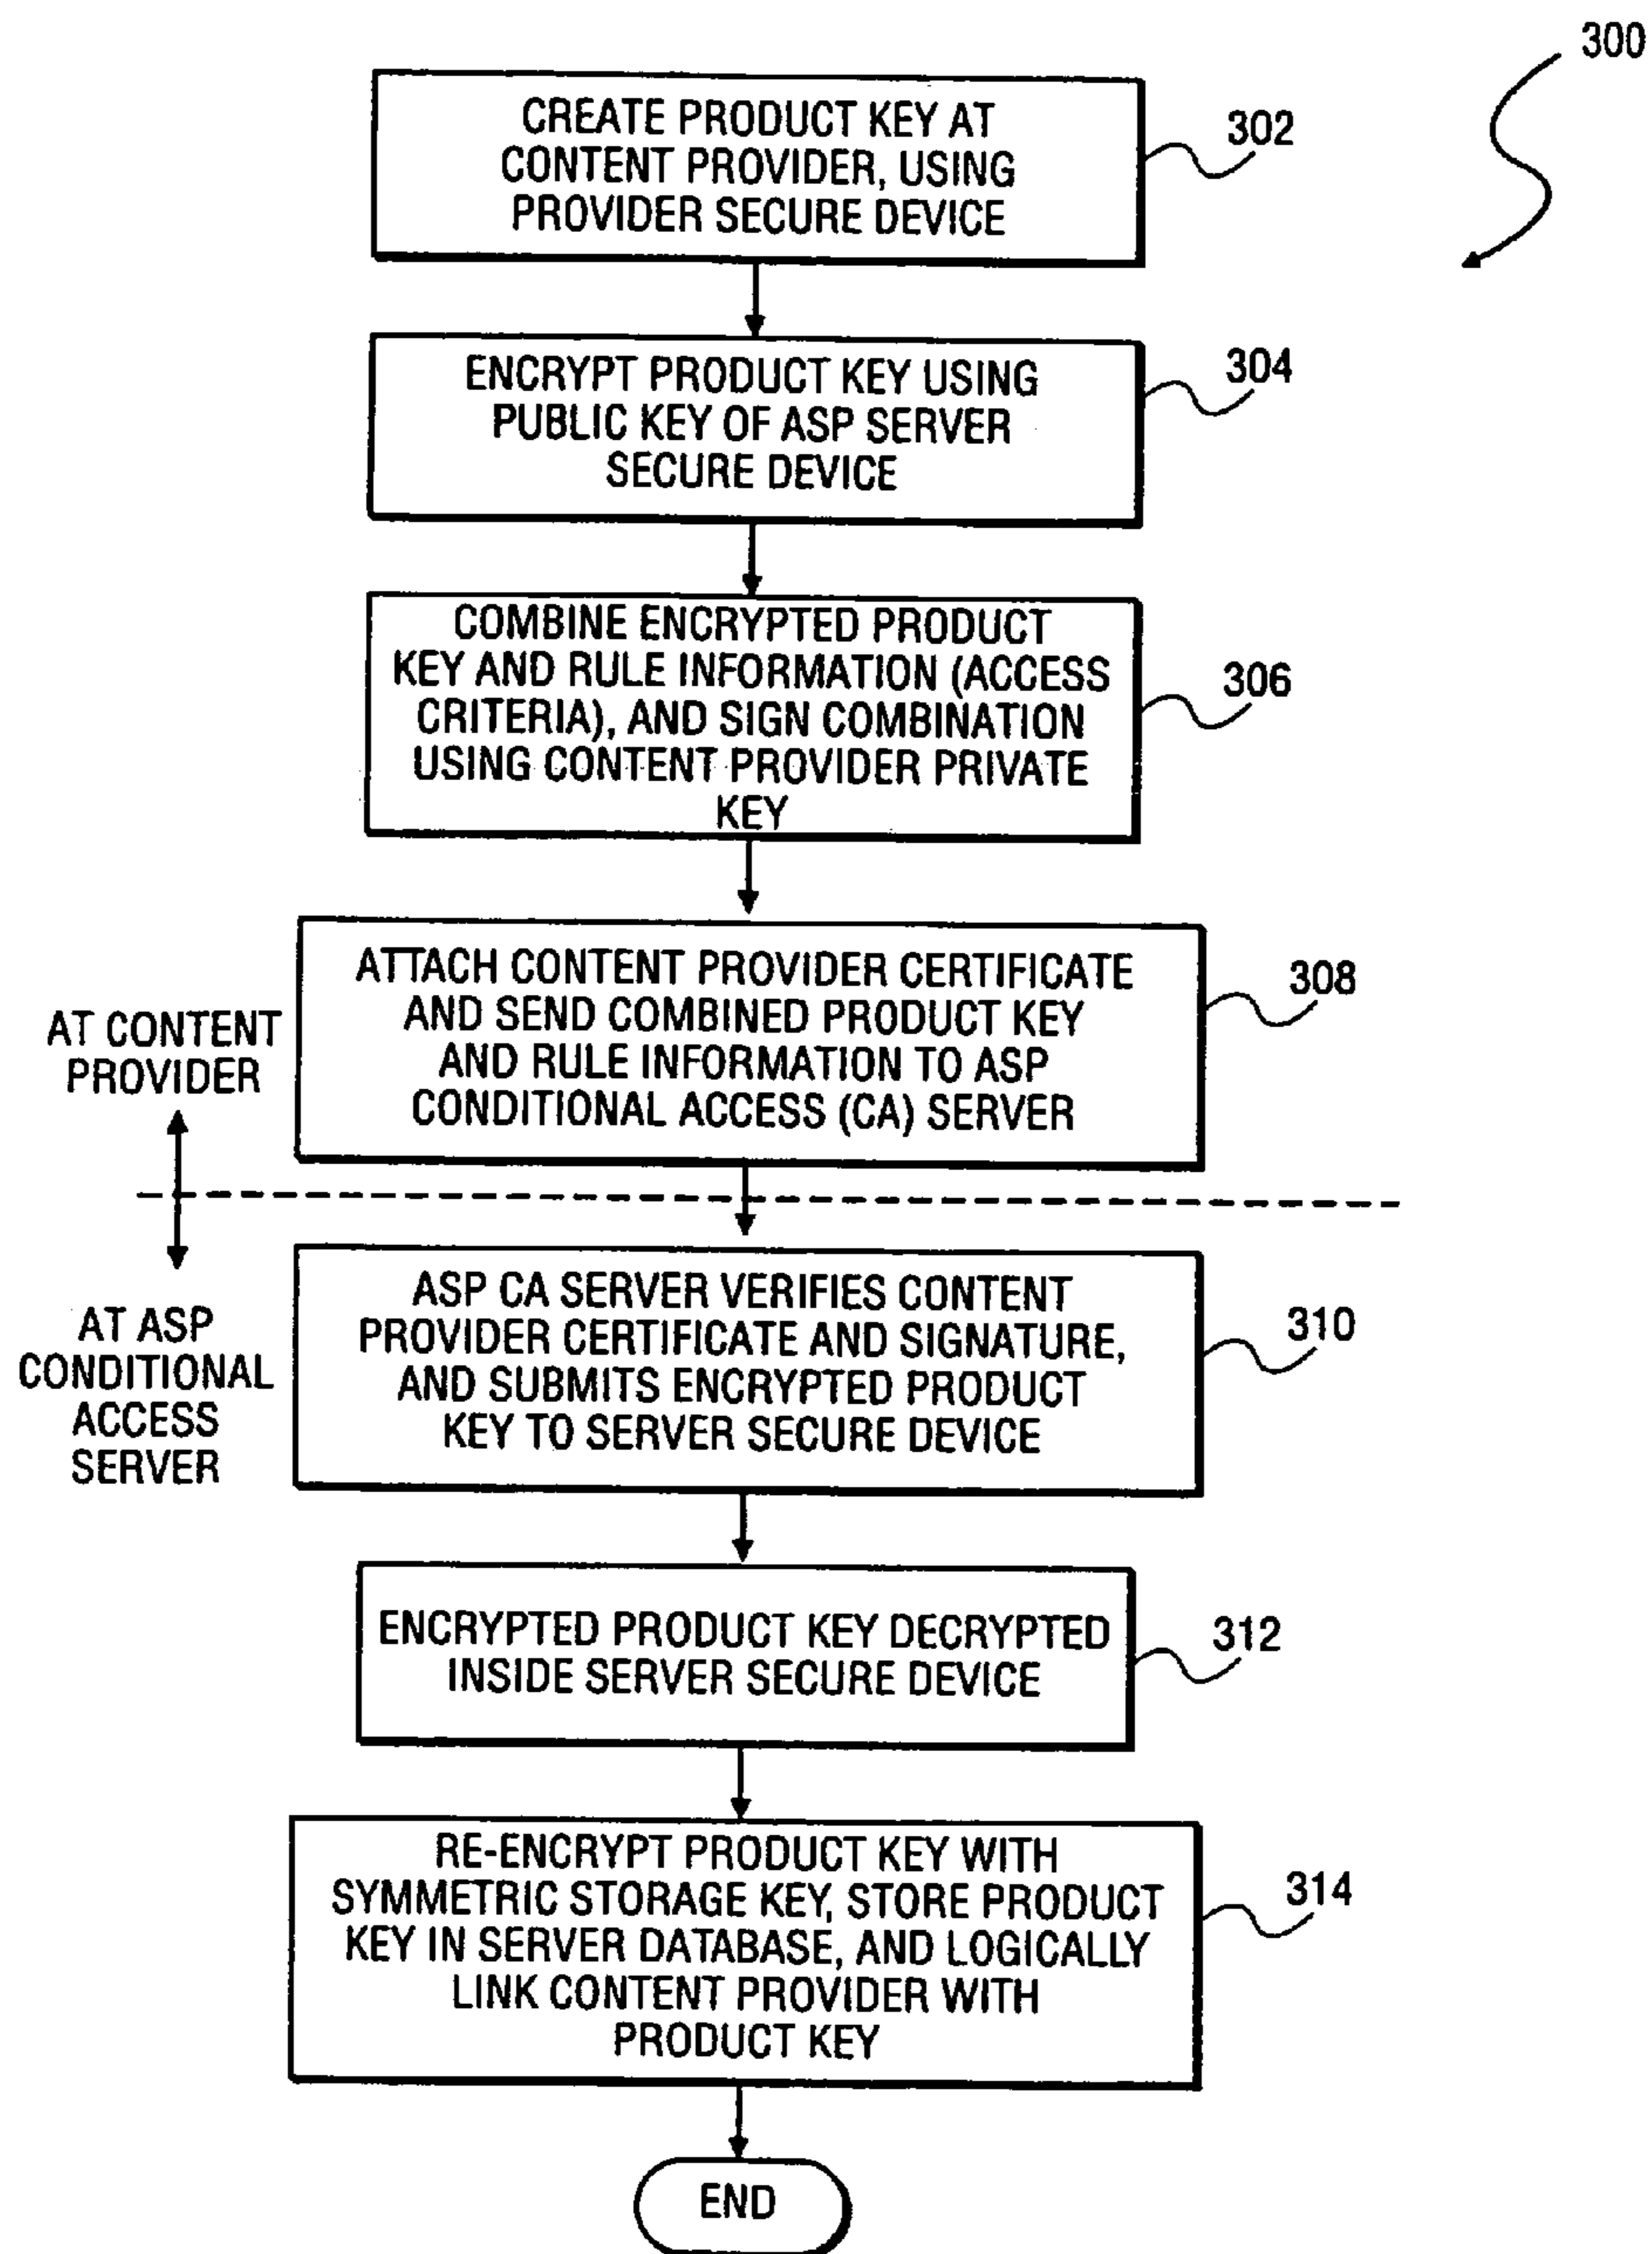 300
CREATE PRODUCT KEY AT
CONTENT PROVIDER, USING
PROVIDER SECURE DEVICE
302
ENCRYPT PRODUCT KEY USING
PUBLIC KEY OF ASP SERVER
SECURE DEVICE
304
COMBINE ENCRYPTED PRODUCT
KEY AND RULE INFORMATION (ACCESS
CRITERIA), AND SIGN COMBINATION
USING CONTENT PROVIDER PRIVATE
KEY
306
ATTACH CONTENT PROVIDER CERTIFICATE
AND SEND COMBINED PRODUCT KEY
AND RULE INFORMATION TO ASP
CONDITIONAL ACCESS (CA) SERVER
308
AT CONTENT
PROVIDER
AT ASP
CONDITIONAL
ACCESS
SERVER
ASP CA SERVER VERIFIES CONTENT
PROVIDER CERTIFICATE AND SIGNATURE,
AND SUBMITS ENCRYPTED PRODUCT
KEY TO SERVER SECURE DEVICE
310
ENCRYPTED PRODUCT KEY DECRYPTED
INSIDE SERVER SECURE DEVICE
312
RE-ENCRYPT PRODUCT KEY WITH
SYMMETRIC STORAGE KEY, STORE PRODUCT
KEY IN SERVER DATABASE, AND LOGICALLY
LINK CONTENT PROVIDER WITH
PRODUCT KEY
314
END